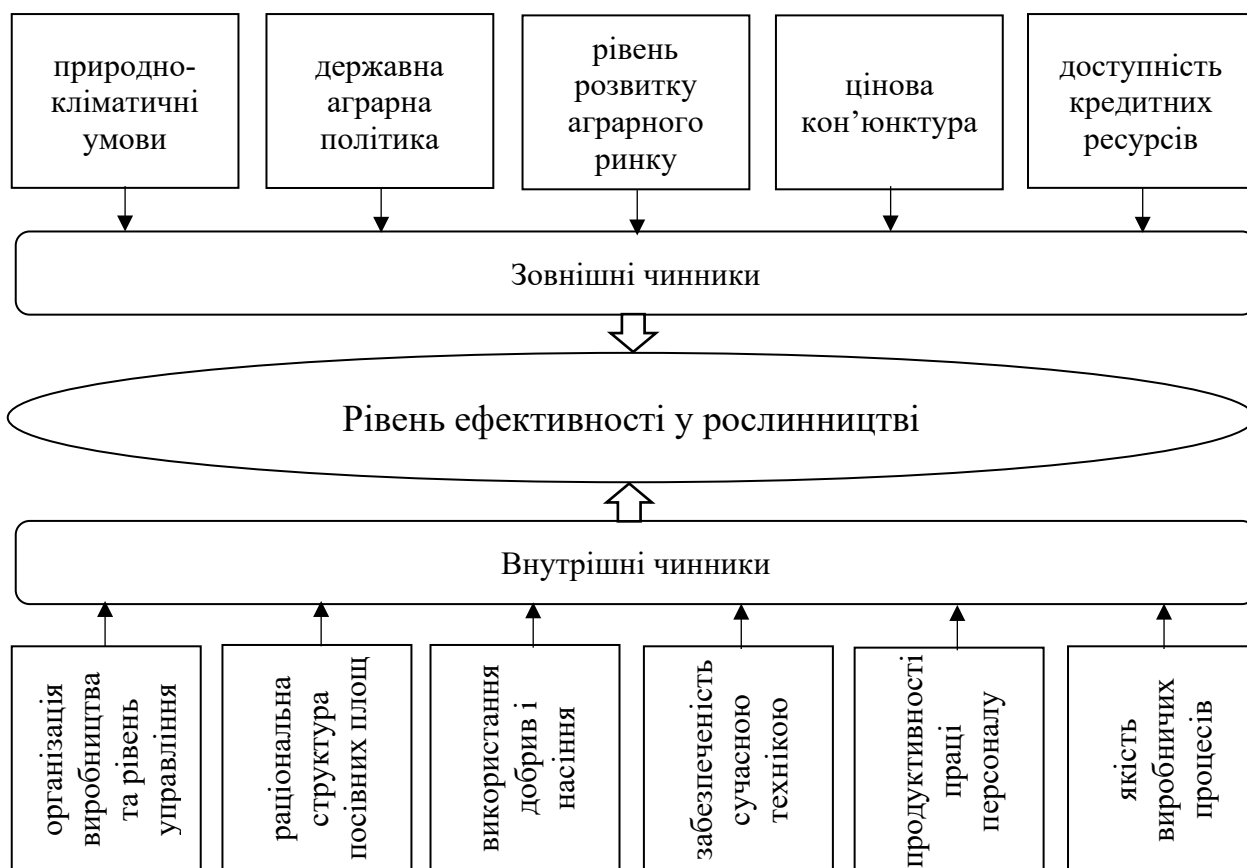 природно-
кліматичні
умови
державна
аграрна
політика
рівень
розвитку
аграрного
ринку
цінова
кон’юнктура
доступність
кредитних
ресурсів
Зовнішні чинники
Рівень ефективності у рослинництві
Внутрішні чинники
організація
виробництва
та рівень
управління
раціональна
структура
посівних площ
використання
добрив і
насіння
забезпеченість
сучасною
технікою
продуктивності
праці
персоналу
якість
виробничих
процесів